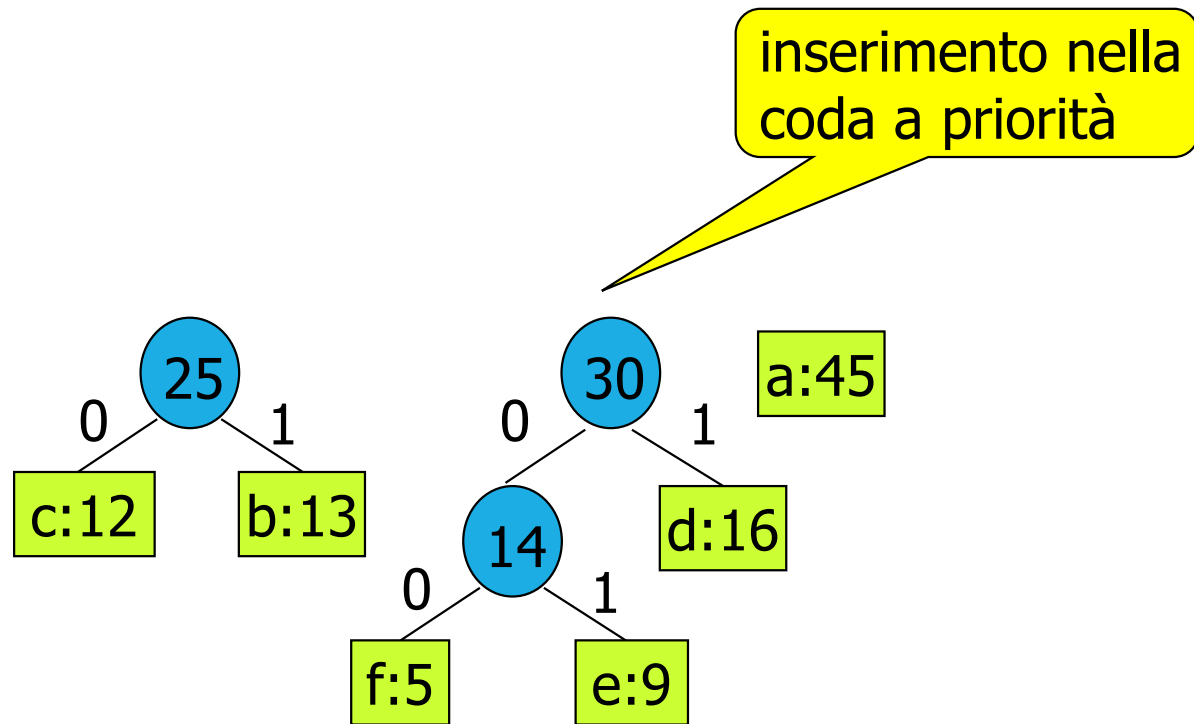 inserimento nella
coda a priorità
25
30
a:45
0
1
0
1
c:12
b:13
14
d:16
0
1
f:5
e:9